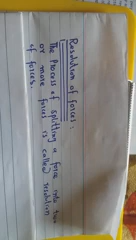 Resolution of forces:
The Process of splitting a force into two
or more forces is called resolution
of forces.